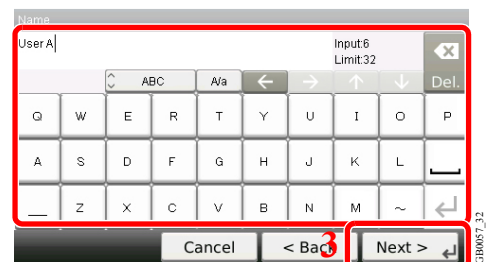 Name
User A
Input:6
Limit:32
Del.
ABC A/a ← → ↑ ↓
Q W E R T Y U I O P
A S D F G H J K L
_ Z X C V B N M ~
Cancel < Back Next >
3
GB0057_32